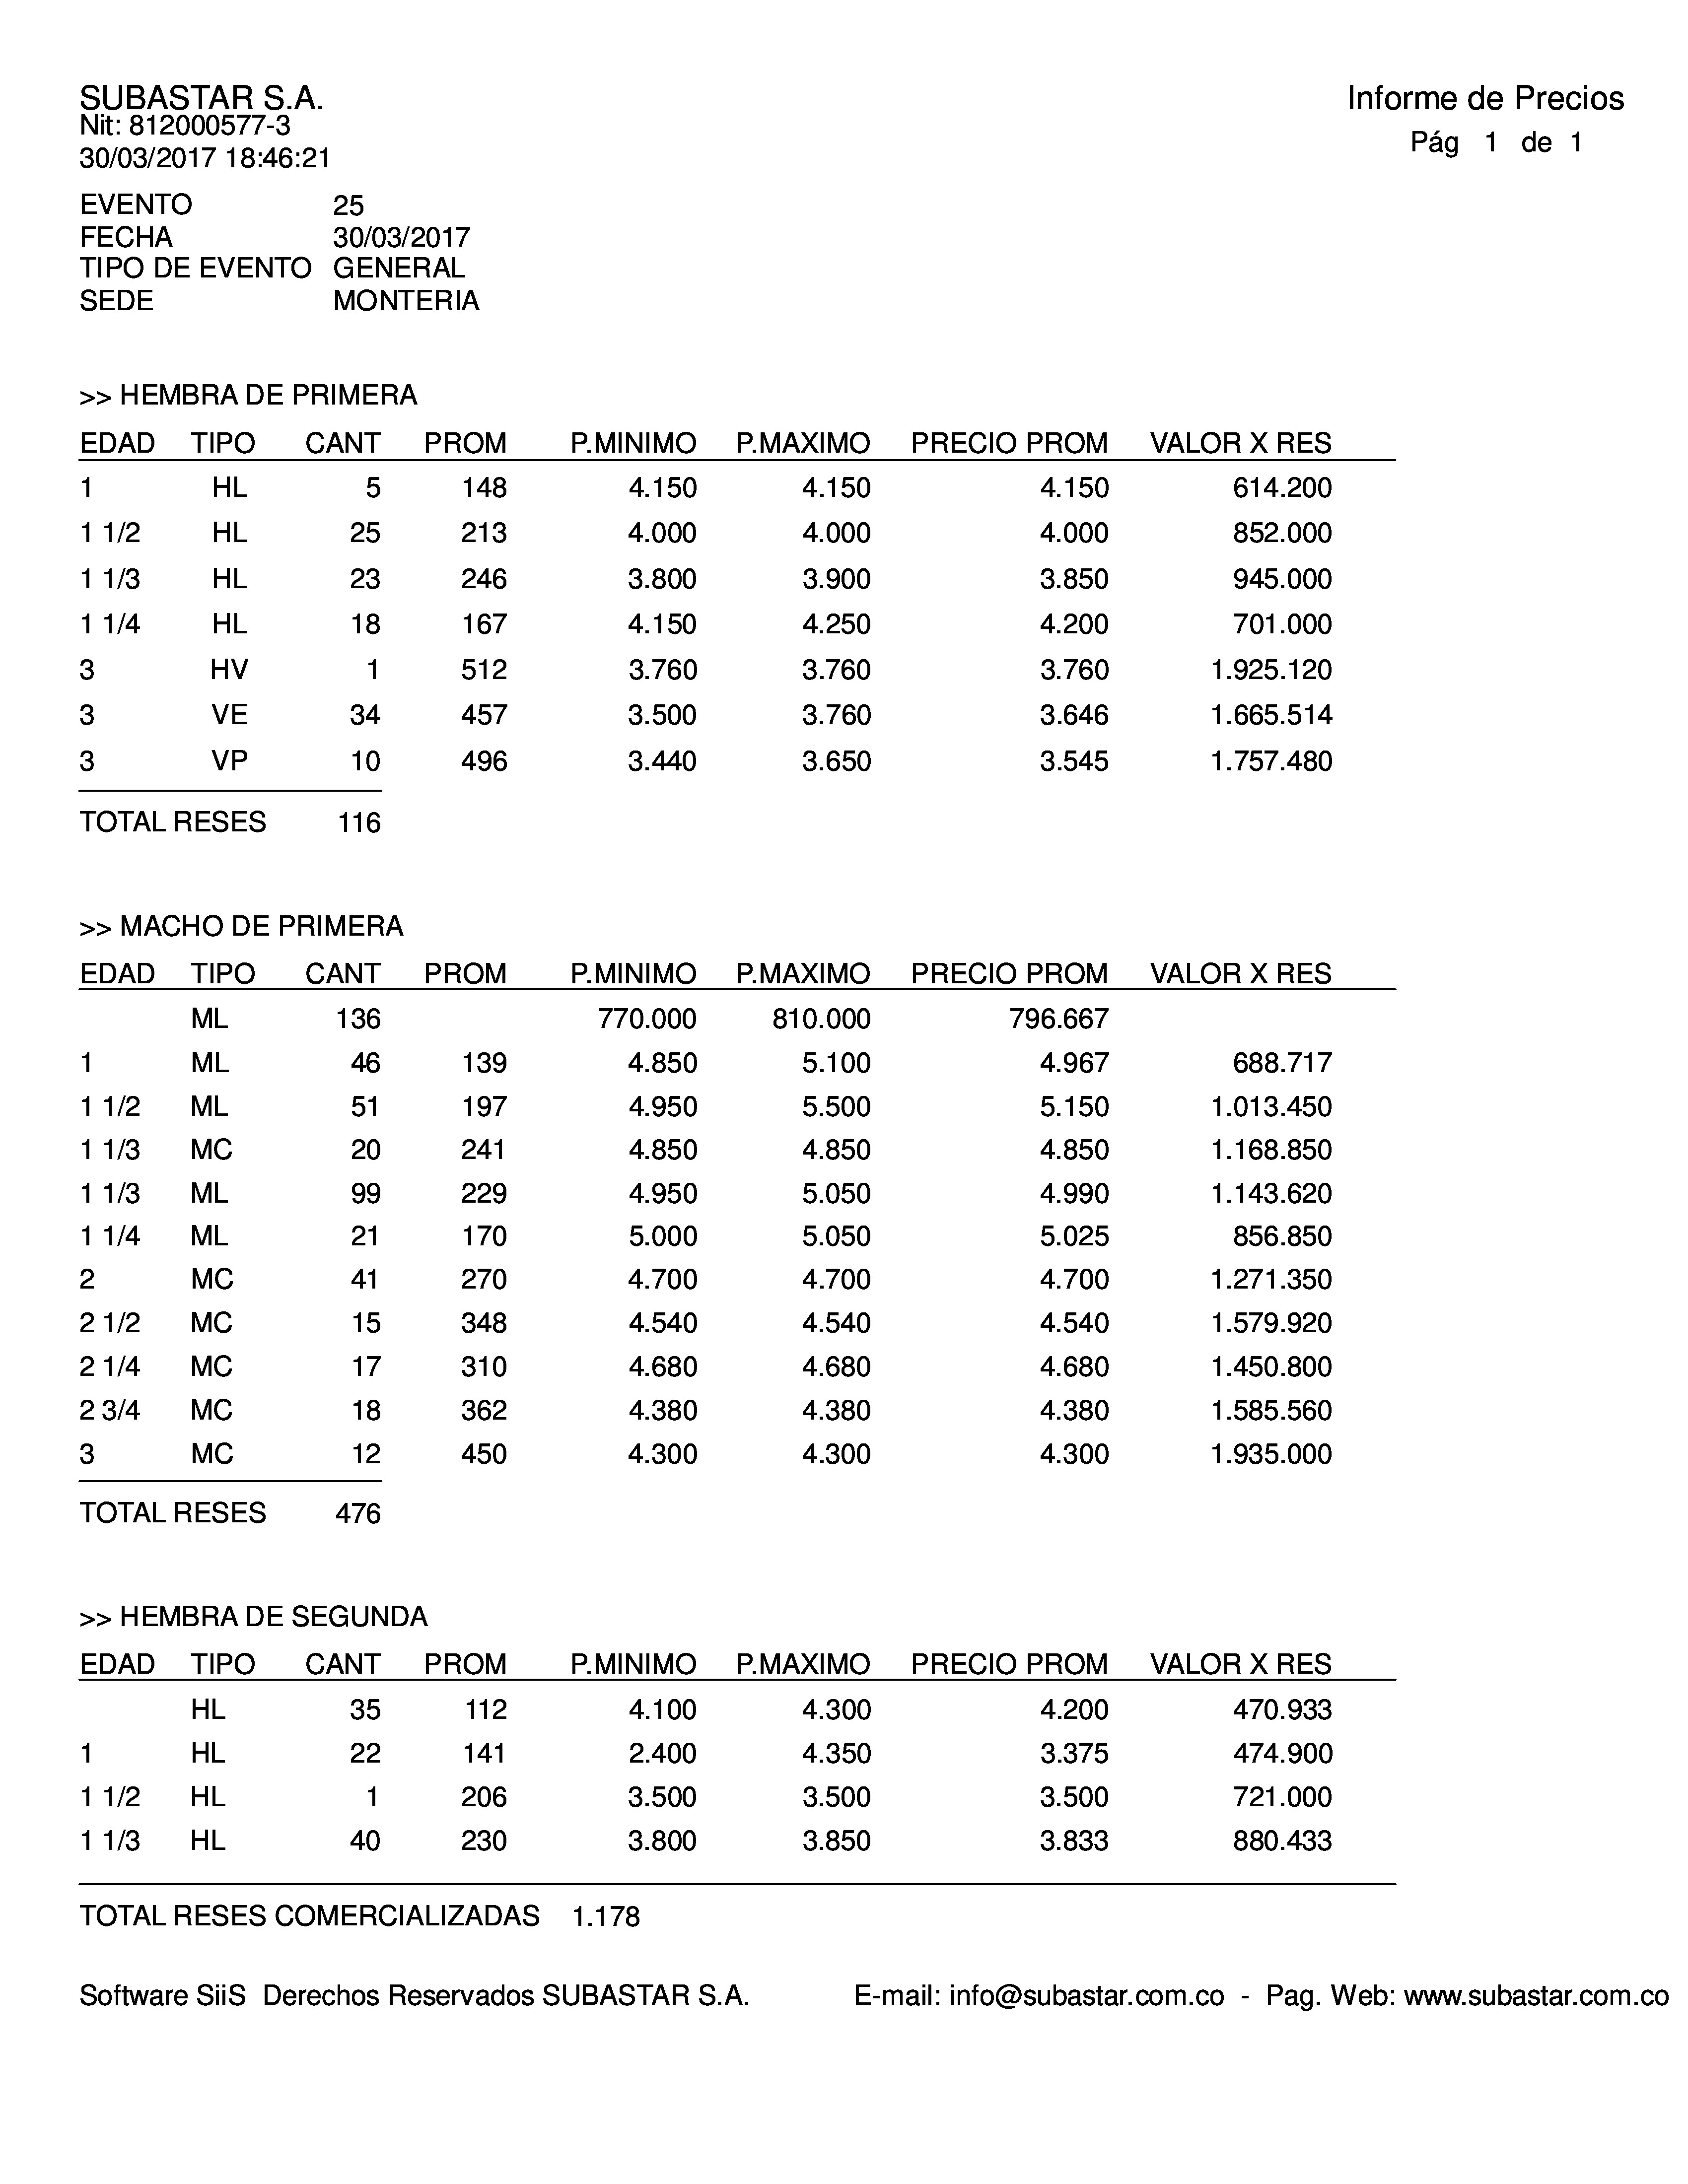 SUBASTAR S.A.
Informe de Precios
Nit: 812000577-3
30/03/2017 18:46:21
Pág 1 de 1
EVENTO 25
FECHA 30/03/2017
TIPO DE EVENTO GENERAL
SEDE MONTERIA
>> HEMBRA DE PRIMERA
EDAD TIPO CANT PROM P.MINIMO P.MAXIMO PRECIO PROM VALOR X RES
1 HL 5 148 4.150 4.150 4.150 614.200
1 1/2 HL 25 213 4.000 4.000 4.000 852.000
1 1/3 HL 23 246 3.800 3.900 3.850 945.000
1 1/4 HL 18 167 4.150 4.250 4.200 701.000
3 HV 1 512 3.760 3.760 3.760 1.925.120
3 VE 34 457 3.500 3.760 3.646 1.665.514
3 VP 10 496 3.440 3.650 3.545 1.757.480
TOTAL RESES 116
>> MACHO DE PRIMERA
EDAD TIPO CANT PROM P.MINIMO P.MAXIMO PRECIO PROM VALOR X RES
ML 136 770.000 810.000 796.667
1 ML 46 139 4.850 5.100 4.967 688.717
1 1/2 ML 51 197 4.950 5.500 5.150 1.013.450
1 1/3 MC 20 241 4.850 4.850 4.850 1.168.850
1 1/3 ML 99 229 4.950 5.050 4.990 1.143.620
1 1/4 ML 21 170 5.000 5.050 5.025 856.850
2 MC 41 270 4.700 4.700 4.700 1.271.350
2 1/2 MC 15 348 4.540 4.540 4.540 1.579.920
2 1/4 MC 17 310 4.680 4.680 4.680 1.450.800
2 3/4 MC 18 362 4.380 4.380 4.380 1.585.560
3 MC 12 450 4.300 4.300 4.300 1.935.000
TOTAL RESES 476
>> HEMBRA DE SEGUNDA
EDAD TIPO CANT PROM P.MINIMO P.MAXIMO PRECIO PROM VALOR X RES
HL 35 112 4.100 4.300 4.200 470.933
1 HL 22 141 2.400 4.350 3.375 474.900
1 1/2 HL 1 206 3.500 3.500 3.500 721.000
1 1/3 HL 40 230 3.800 3.850 3.833 880.433
TOTAL RESES COMERCIALIZADAS 1.178
Software SiiS Derechos Reservados SUBASTAR S.A. E-mail: info@subastar.com.co - Pag. Web: www.subastar.com.co